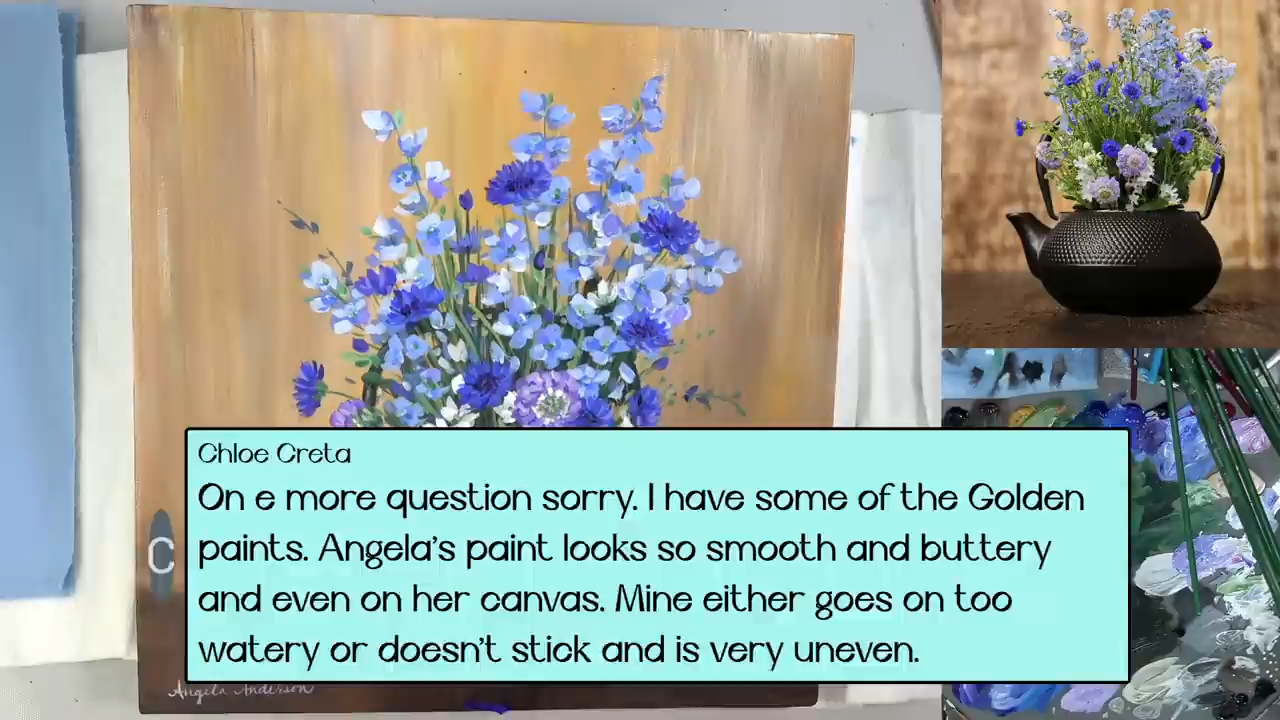 Chloe Creta
On e more question sorry. I have some of the Golden
paints. Angela's paint looks so smooth and buttery
and even on her canvas. Mine either goes on too
C
watery or doesn't stick and is very uneven.
Angela Anderson